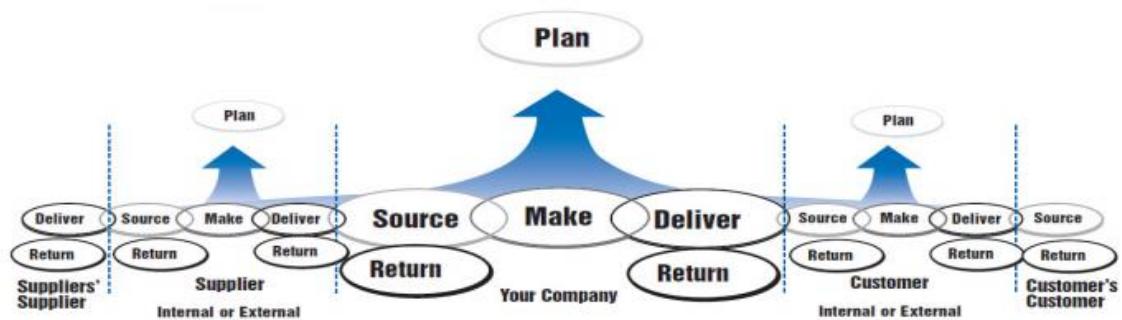 Plan
Plan
Plan
Deliver
Source
Make
Deliver
Source
Make
Deliver
Source
Make
Deliver
Source
Return
Return
Return
Return
Return
Return
Return
Return
Suppliers'
Supplier
Supplier
Internal or External
Your Company
Customer
Internal or External
Customer's
Customer